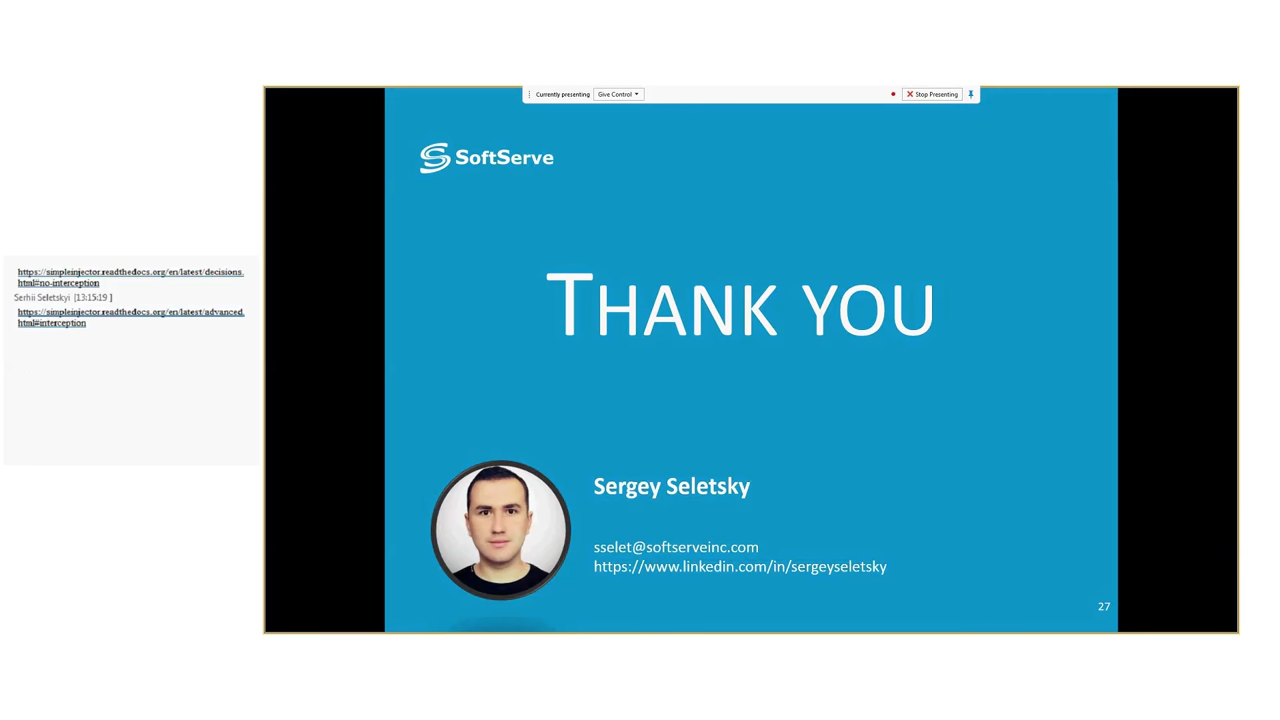 https://simpleinjector.readthedocs.org/en/latest/decisions.
html#no-interception
Serhii Seletskyi [13:15:19 ]
https://simpleinjector.readthedocs.org/en/latest/advanced.
html#interception
Currently presenting Give Control Stop Presenting
SoftServe
THANK YOU
Sergey Seletsky
sselet@softserveinc.com
https://www.linkedin.com/in/sergeyseletsky
27